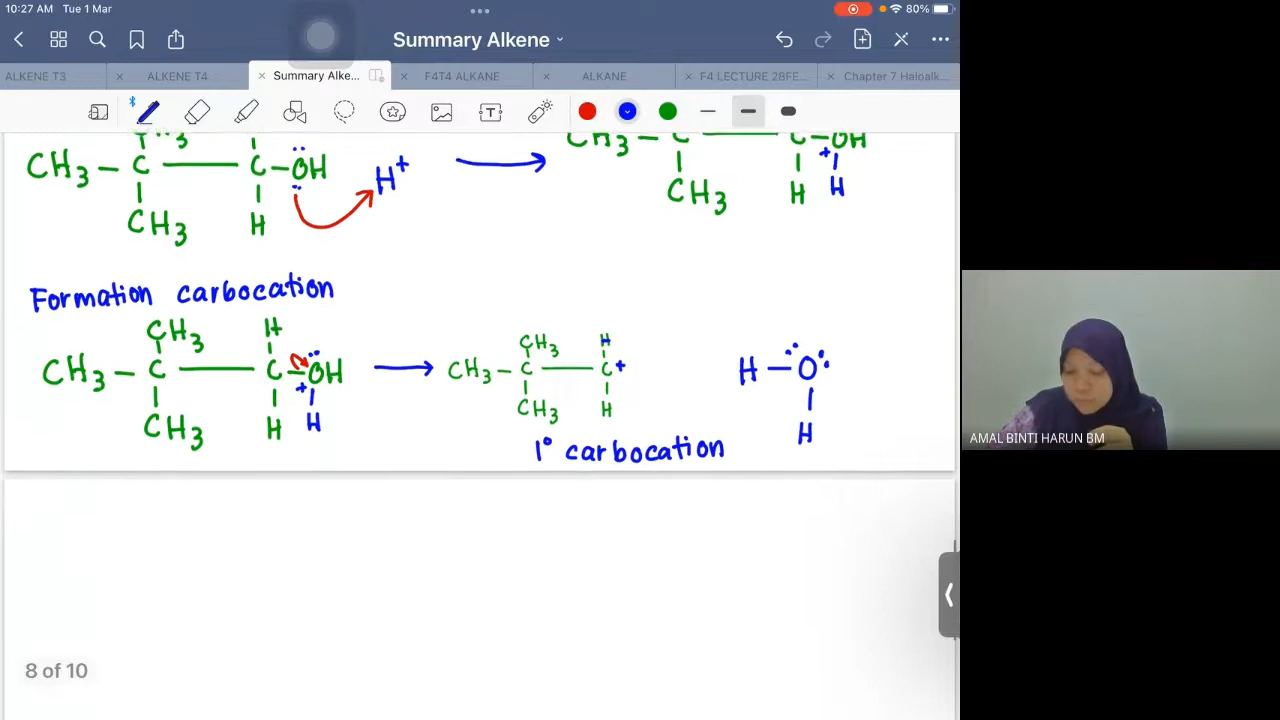 10:27 AM Tue 1 Mar
80%
Summary Alkene
ALKENE T3
ALKENE T4
Summary Alke...
F4T4 ALKANE
ALKANE
F4 LECTURE 28FE...
Chapter 7 Haloalk...
CH3 – C – C – OH
H+
CH3 – C – C – OH
+
CH3 H
CH3 H H
Formation carbocation
CH3 H
CH3 – C – C – OH
+
CH3 H H
CH3 H
CH3 – C – C +
CH3 H
H – O
H
1° carbocation
AMAL BINTI HARUN BM
8 of 10